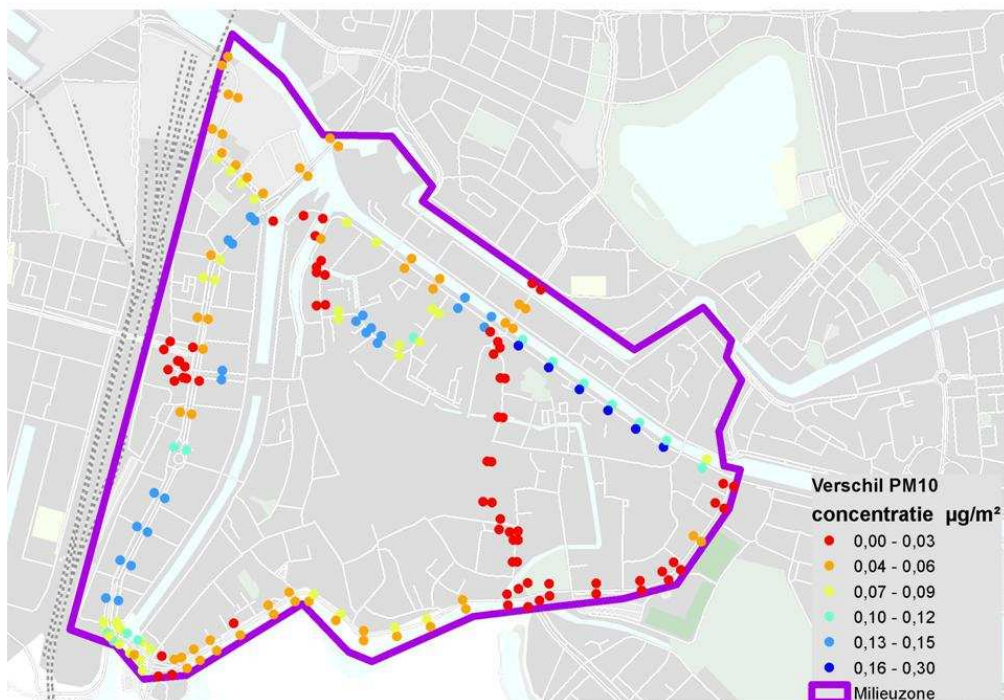 Verschil PM10
concentratie µg/m²
0,00 - 0,03
0,04 - 0,06
0,07 - 0,09
0,10 - 0,12
0,13 - 0,15
0,16 - 0,30
Milieuzone